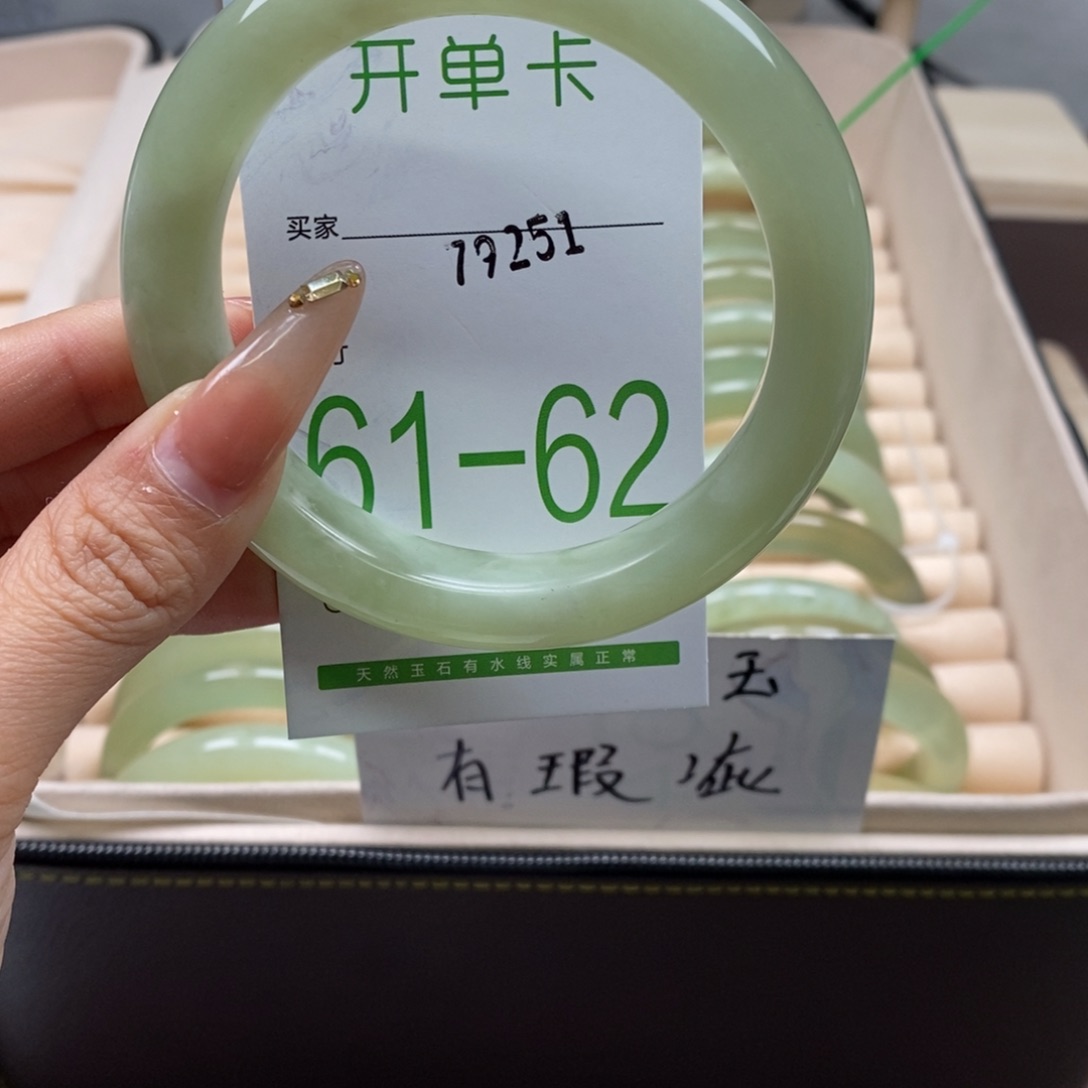 开单卡
买家
17251
61-62
天然玉石有水线实属正常
玉
有瑕疵